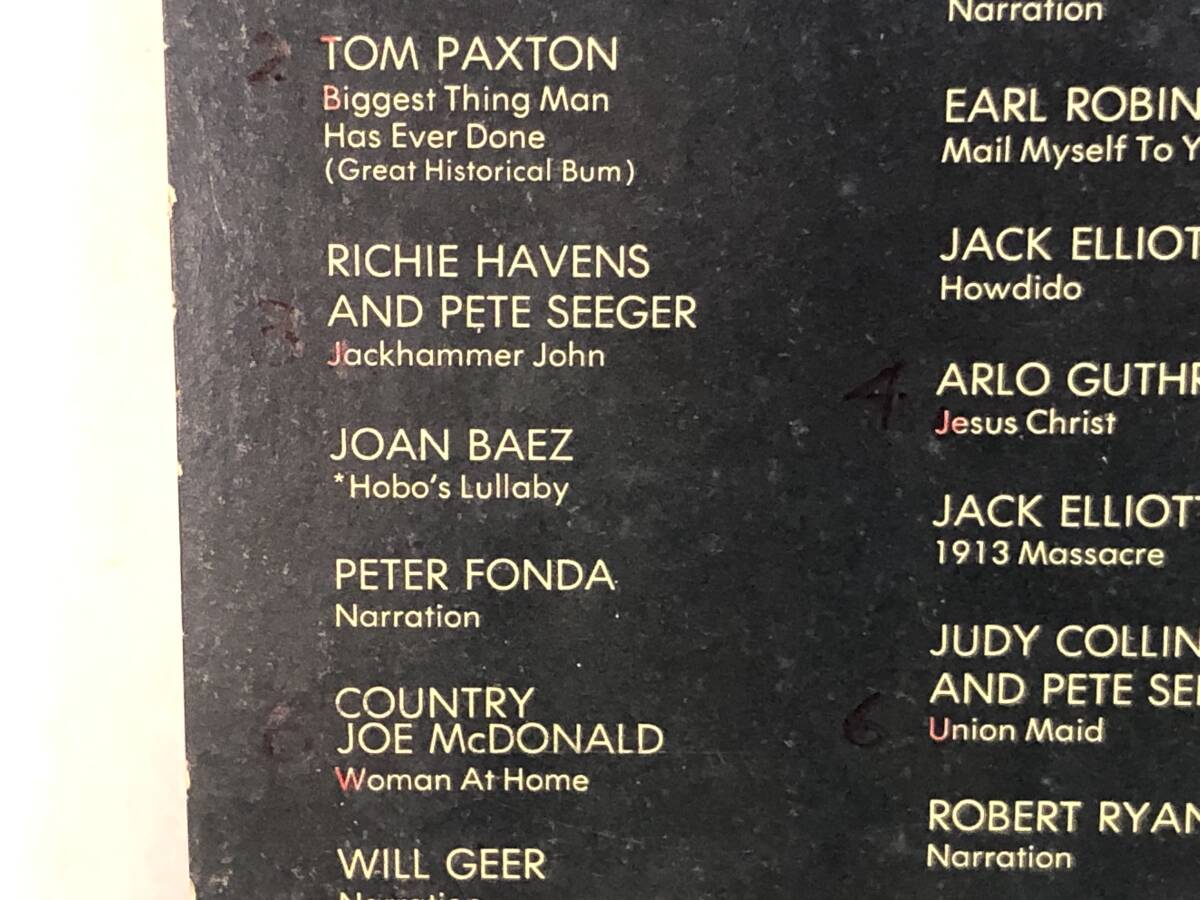 2
TOM PAXTON
Biggest Thing Man
Has Ever Done
(Great Historical Bum)
RICHIE HAVENS
AND PETE SEEGER
Jackhammer John
JOAN BAEZ
*Hobo's Lullaby
PETER FONDA
Narration
COUNTRY
JOE McDONALD
Woman At Home
WILL GEER
Narration
Narration
EARL ROBIN
Mail Myself To Y
JACK ELLIOT
Howdido
4
ARLO GUTHR
Jesus Christ
JACK ELLIOTT
1913 Massacre
JUDY COLLIN
AND PETE SEE
6
Union Maid
ROBERT RYAN
Narration